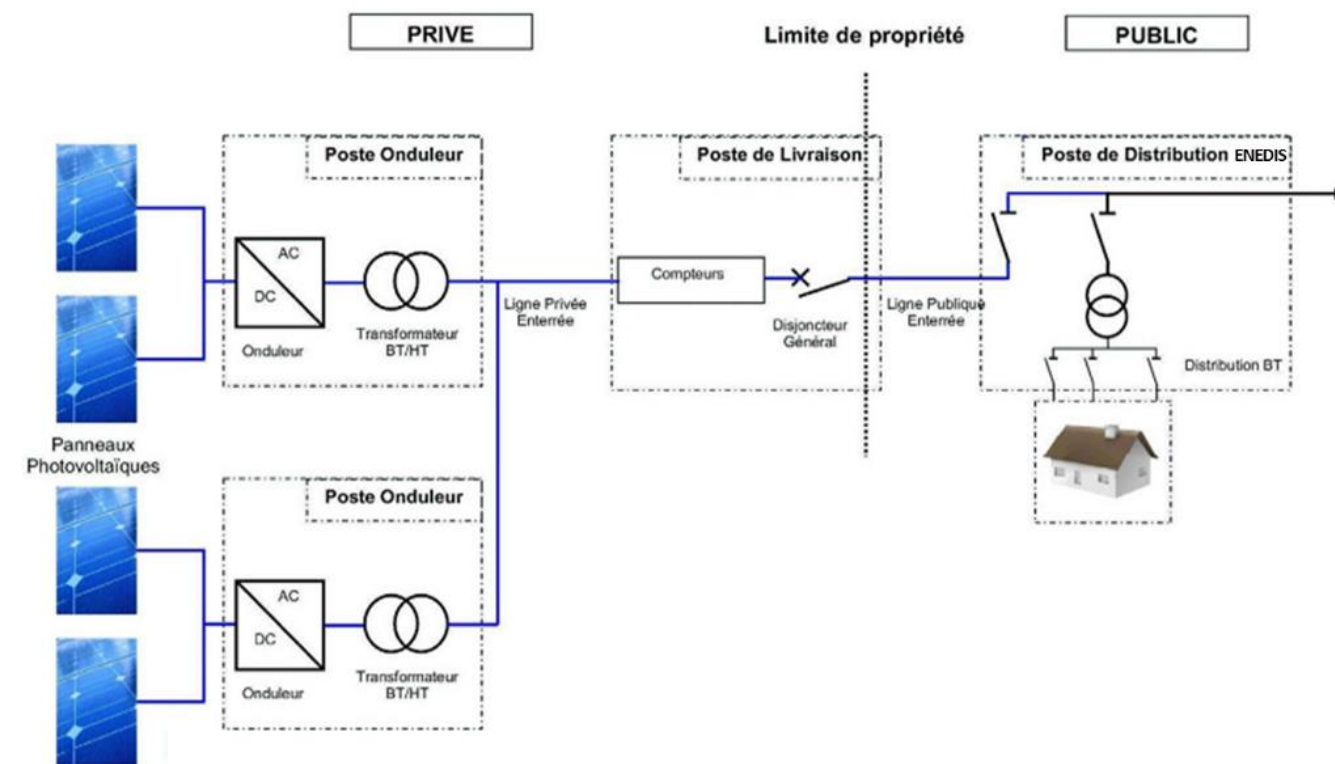 PRIVE
Limite de propriété
PUBLIC
Poste Onduleur
Poste de Livraison
Poste de Distribution ENEDIS
AC
DC
Onduleur
Transformateur
BT/HT
Ligne Privée
Enterrée
Compteurs
Disjoncteur
Général
Ligne Publique
Enterrée
Distribution BT
Panneaux
Photovoltaïques
Poste Onduleur
AC
DC
Onduleur
Transformateur
BT/HT